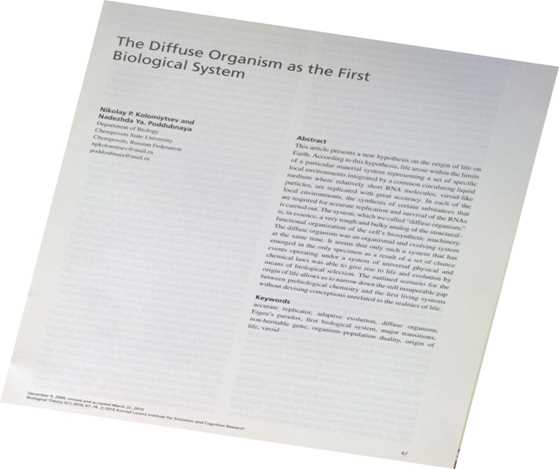 The Diffuse Organism as the First
Biological System
Nikolay P. Kolomiytsev and
Nadezhda Ya. Poddubnaya
Department of Biology
Cherepovets State University
Cherepovets, Russian Federation
npkolomiytsev@mail.ru
poddoubnaia@mail.ru
Abstract
This article presents a new hypothesis on the origin of life on
Earth. According to this hypothesis, life arose within the limits
of a particular material system representing a set of specific
local environments integrated by a common circulating liquid
medium where relatively short RNA molecules, viroid-like
particles, are replicated with great accuracy. In each of the
local environments, the synthesis of certain substances that
are required for accurate replication and survival of the RNAs
is carried out. The system, which we called "diffuse organism,"
is, in essence, a very rough and bulky analog of the structural–
functional organization of the cell's biosynthetic machinery.
The diffuse organism was an organismal and evolving system
at the same time. It seems that only such a system that has
emerged in the only specimen as a result of a set of chance
events operating under a system of universal physical and
chemical laws was able to give rise to life and evolution by
means of biological selection. The outlined scenario for the
origin of life allows us to narrow down the still insuperable gap
between prebiological chemistry and the first living systems
without devising conceptions unrelated to the realities of life.
Keywords
accurate replicator, adaptive evolution, diffuse organism,
Eigen's paradox, first biological system, major transitions,
non-heritable gene, organism–population duality, origin of
life, viroid
December 9, 2009; revised and accepted March 22, 2010
Biological Theory 5(1) 2010, 67–78. © 2010 Konrad Lorenz Institute for Evolution and Cognition Research
67